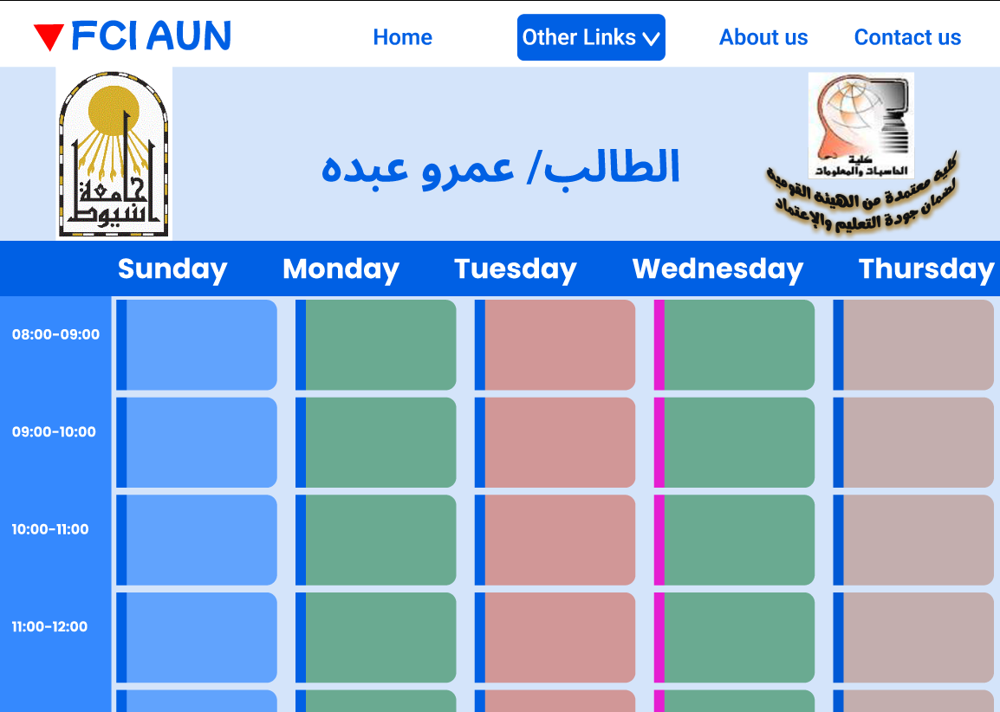 FCI AUN
Home
Other Links
About us
Contact us
جامعة
اسيوط
الطالب/ عمرو عبده
كلية
الحاسبات والمعلومات
كلية معتمدة من الهيئة القومية
لضمان جودة التعليم والإعتماد
Sunday Monday Tuesday Wednesday Thursday
08:00-09:00
09:00-10:00
10:00-11:00
11:00-12:00